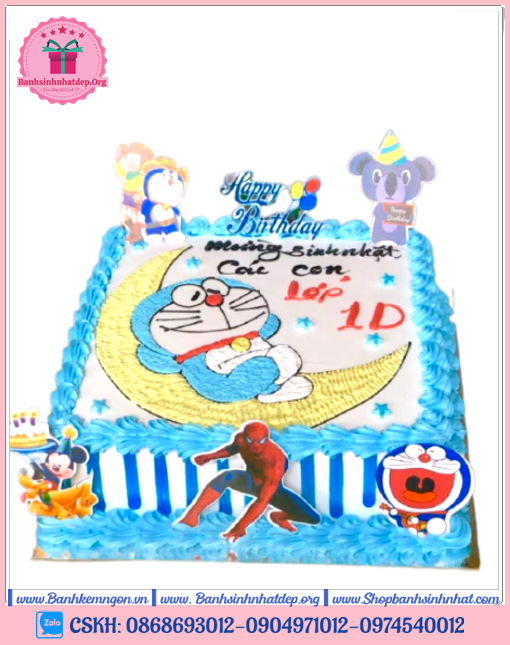 Banhsinhnhatdep.Org
Happy
Birthday
mừng sinh nhật
Các con
lớp
1D
| www.Banhkemngon.vn | www. Banhsinhnhatdep.org | www.Shopbanhsinhnhat.com
Zalo CSKH: 0868693012-0904971012-0974540012